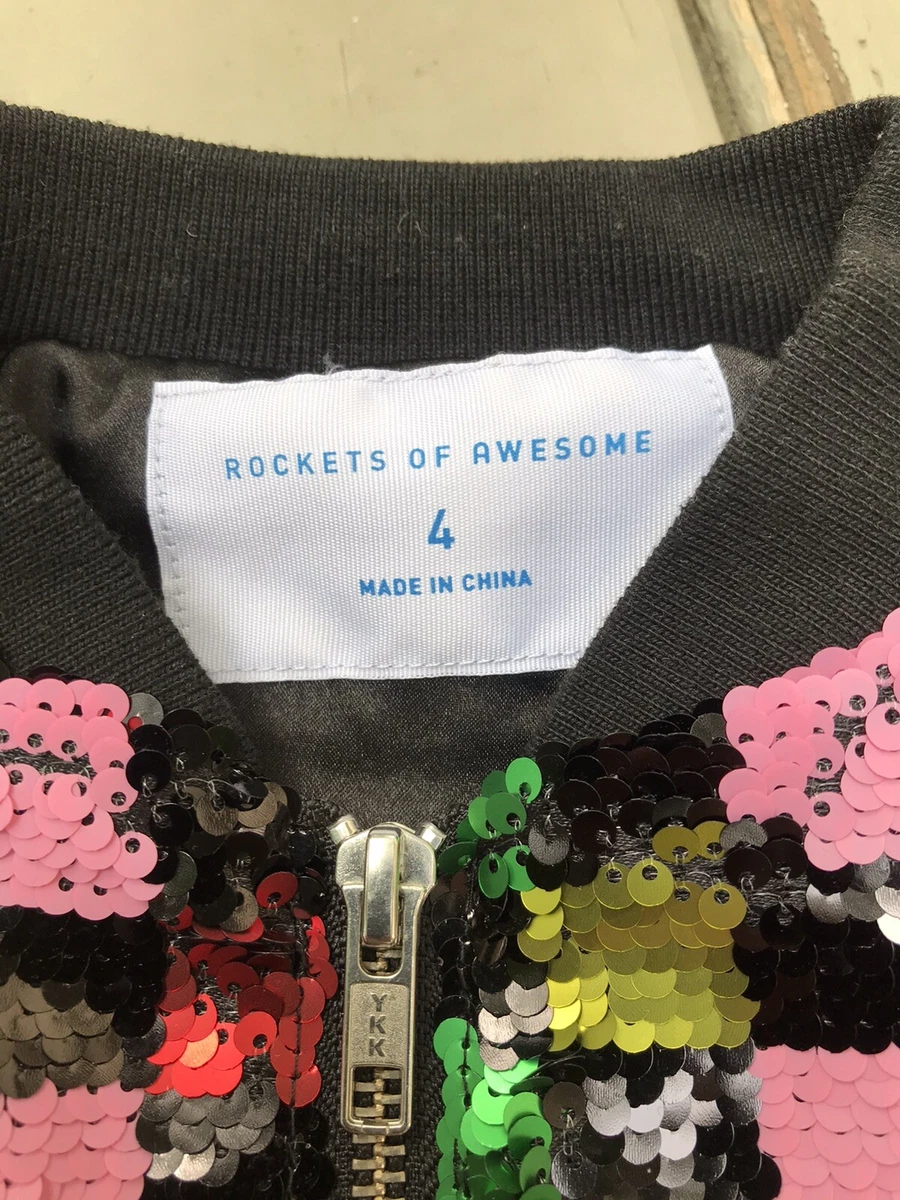 ROCKETS OF AWESOME
4
MADE IN CHINA
YKK